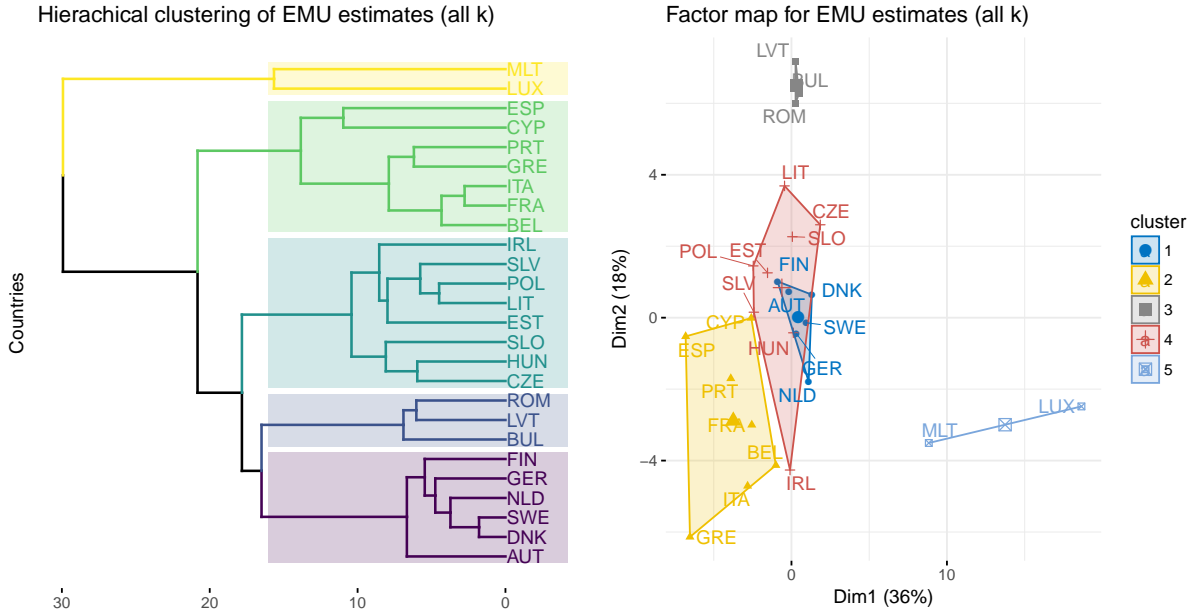 Hierachical clustering of EMU estimates (all k)
Countries
MLT
LUX
ESP
CYP
PRT
GRE
ITA
FRA
BEL
IRL
SLV
POL
LIT
EST
SLO
HUN
CZE
ROM
LVT
BUL
FIN
GER
NLD
SWE
DNK
AUT
30
20
10
0
Factor map for EMU estimates (all k)
Dim2 (18%)
4
0
−4
LVT
BUL
ROM
LIT
CZE
SLO
POL
EST
FIN
SLV
DNK
AUT
CYP
SWE
ESP
HUN
GER
PRT
NLD
FRA
LUX
MLT
BEL
IRL
ITA
GRE
0
10
Dim1 (36%)
cluster
1
2
3
a
4
5